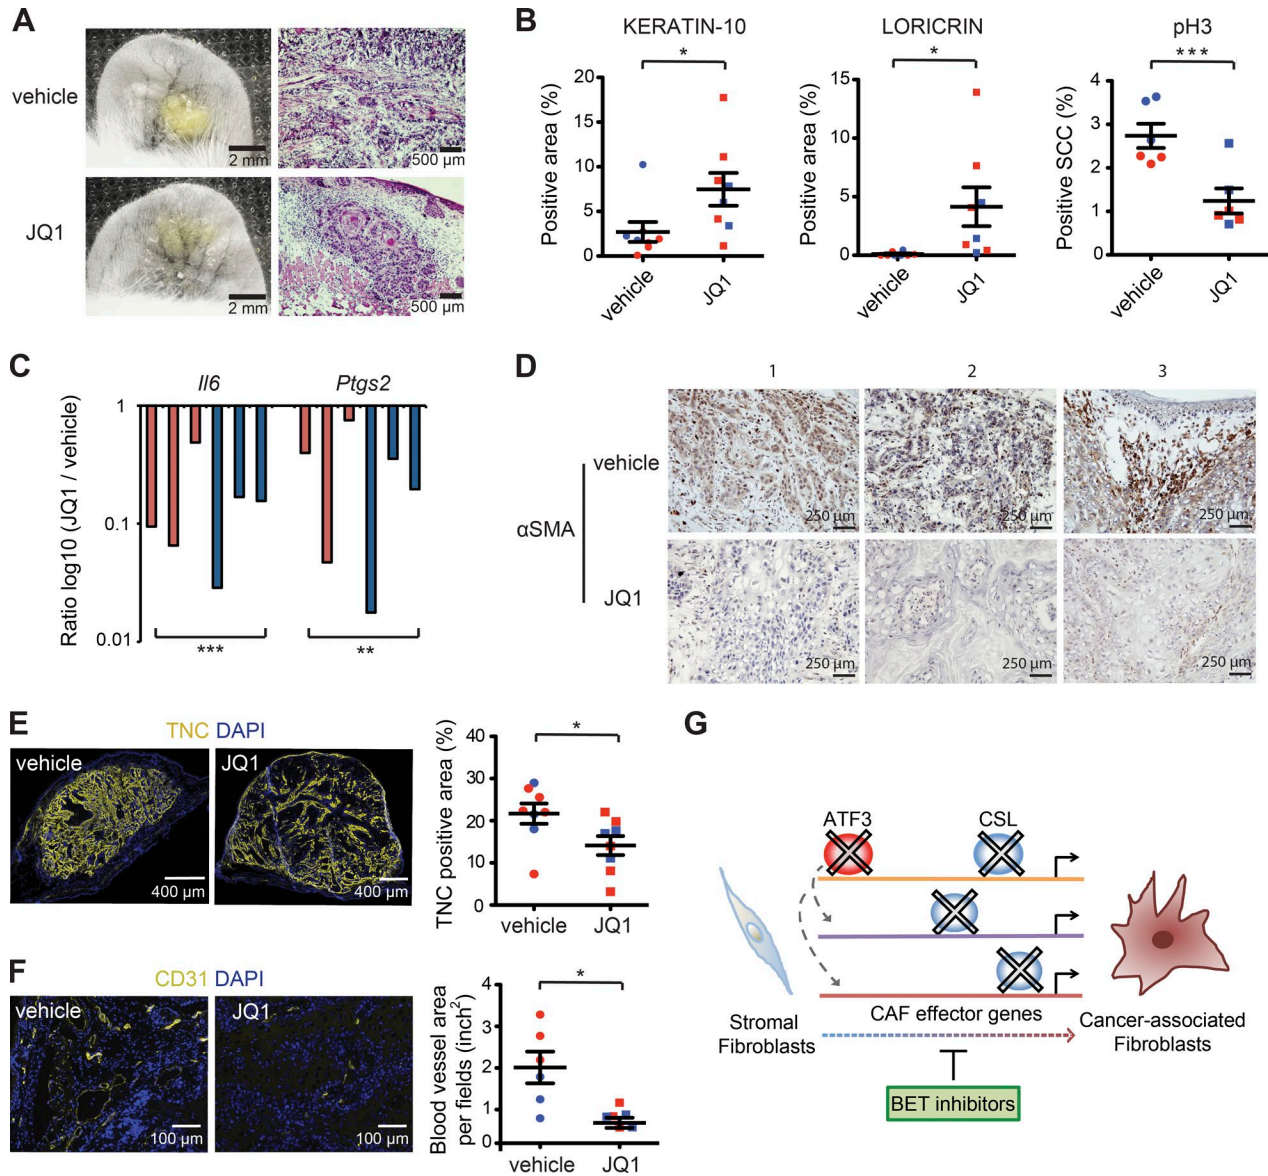 A
vehicle
2 mm
500 µm
JQ1
2 mm
500 µm
B
KERATIN-10
*
Positive area (%)
20
15
10
5
0
vehicle
JQ1
LORICRIN
*
Positive area (%)
15
10
5
0
vehicle
JQ1
pH3
***
Positive SCC (%)
4
3
2
1
0
vehicle
JQ1
C
Il6
Ptgs2
Ratio log10 (JQ1 / vehicle)
1
0.1
0.01
***
**
D
1
2
3
αSMA
vehicle
250 µm
250 µm
250 µm
JQ1
250 µm
250 µm
250 µm
E
TNC DAPI
vehicle
400 µm
JQ1
400 µm
*
TNC positive area (%)
40
30
20
10
0
vehicle
JQ1
F
CD31 DAPI
vehicle
100 µm
JQ1
100 µm
*
Blood vessel area
per fields (inch²)
4
3
2
1
0
vehicle
JQ1
G
ATF3
CSL
CAF effector genes
Stromal
Fibroblasts
Cancer-associated
Fibroblasts
BET inhibitors